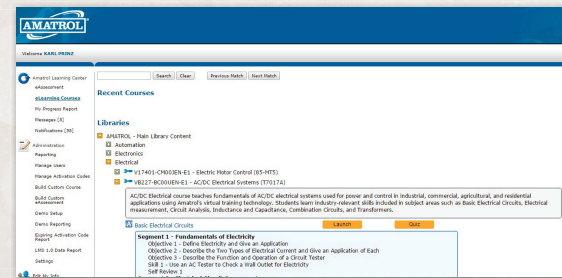 AMATROL
Welcome KARL PRINZ
Amatrol Learning Center
eAssessment
eLearning Courses
My Progress Report
Messages [0]
Notifications [58]
Administration
Reporting
Manage Users
Manage Activation Codes
Build Custom Course
Build Custom
eAssessment
Demo Setup
Demo Reporting
Expiring Activation Code
Report
LMS 1.0 Data Report
Settings
Edit My Info
Search Clear Previous Match Next Match
Recent Courses
Libraries
AMATROL - Main Library Content
Automation
Electronics
Electrical
V17401-CM00JEN-E1 - Electric Motor Control (85-MT5)
VB227-BC00UEN-E1 - AC/DC Electrical Systems (T7017A)
AC/DC Electrical course teaches fundamentals of AC/DC electrical systems used for power and control in industrial, commercial, agricultural, and residential
applications using Amatrol's virtual training technology. Students learn industry-relevant skills included in subject areas such as Basic Electrical Circuits, Electrical
measurement, Circuit Analysis, Inductance and Capacitance, Combination Circuits, and Transformers.
Basic Electrical Circuits Launch Quiz
Segment 1 - Fundamentals of Electricity
Objective 1 - Define Electricity and Give an Application
Objective 2 - Describe the Two Types of Electrical Current and Give an Application of Each
Objective 3 - Describe the Function and Operation of a Circuit Tester
Skill 1 - Use an AC Tester to Check a Wall Outlet for Electricity
Self Review 1